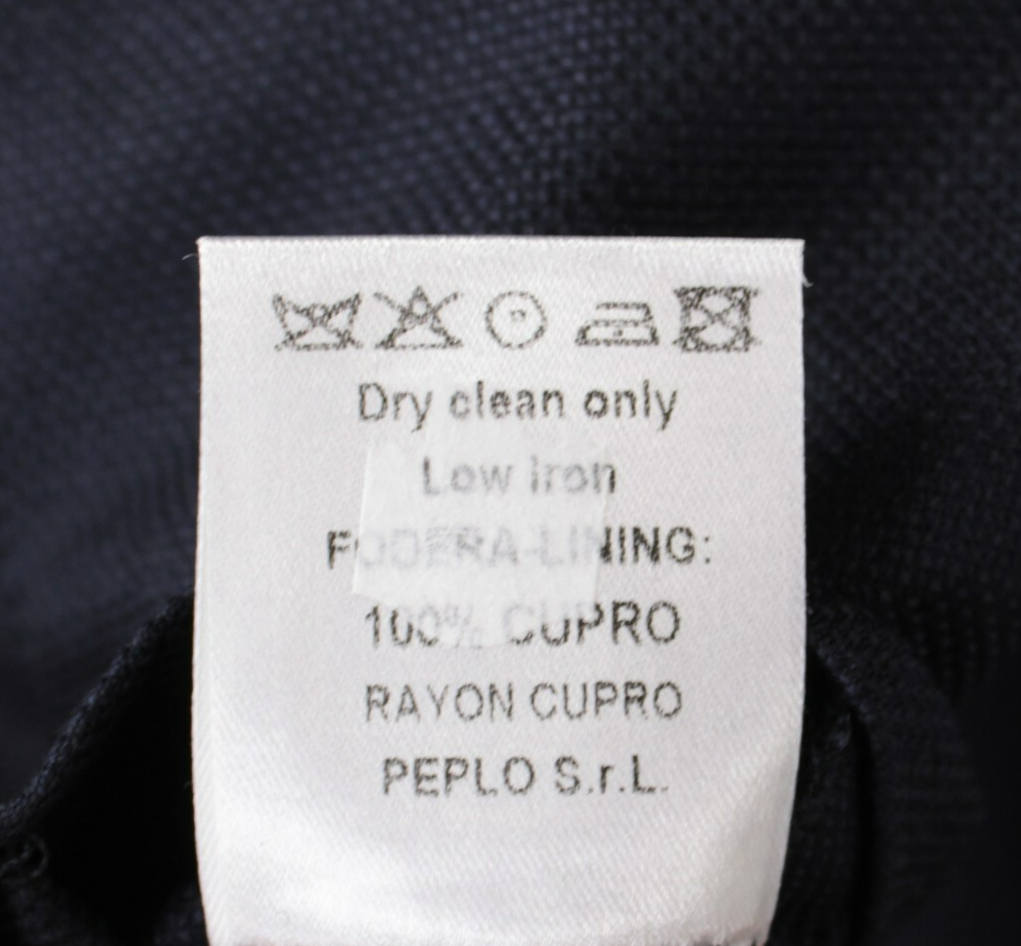 Dry clean only
Low iron
FODERA-LINING:
100% CUPRO
RAYON CUPRO
PEPLO S.r.L.